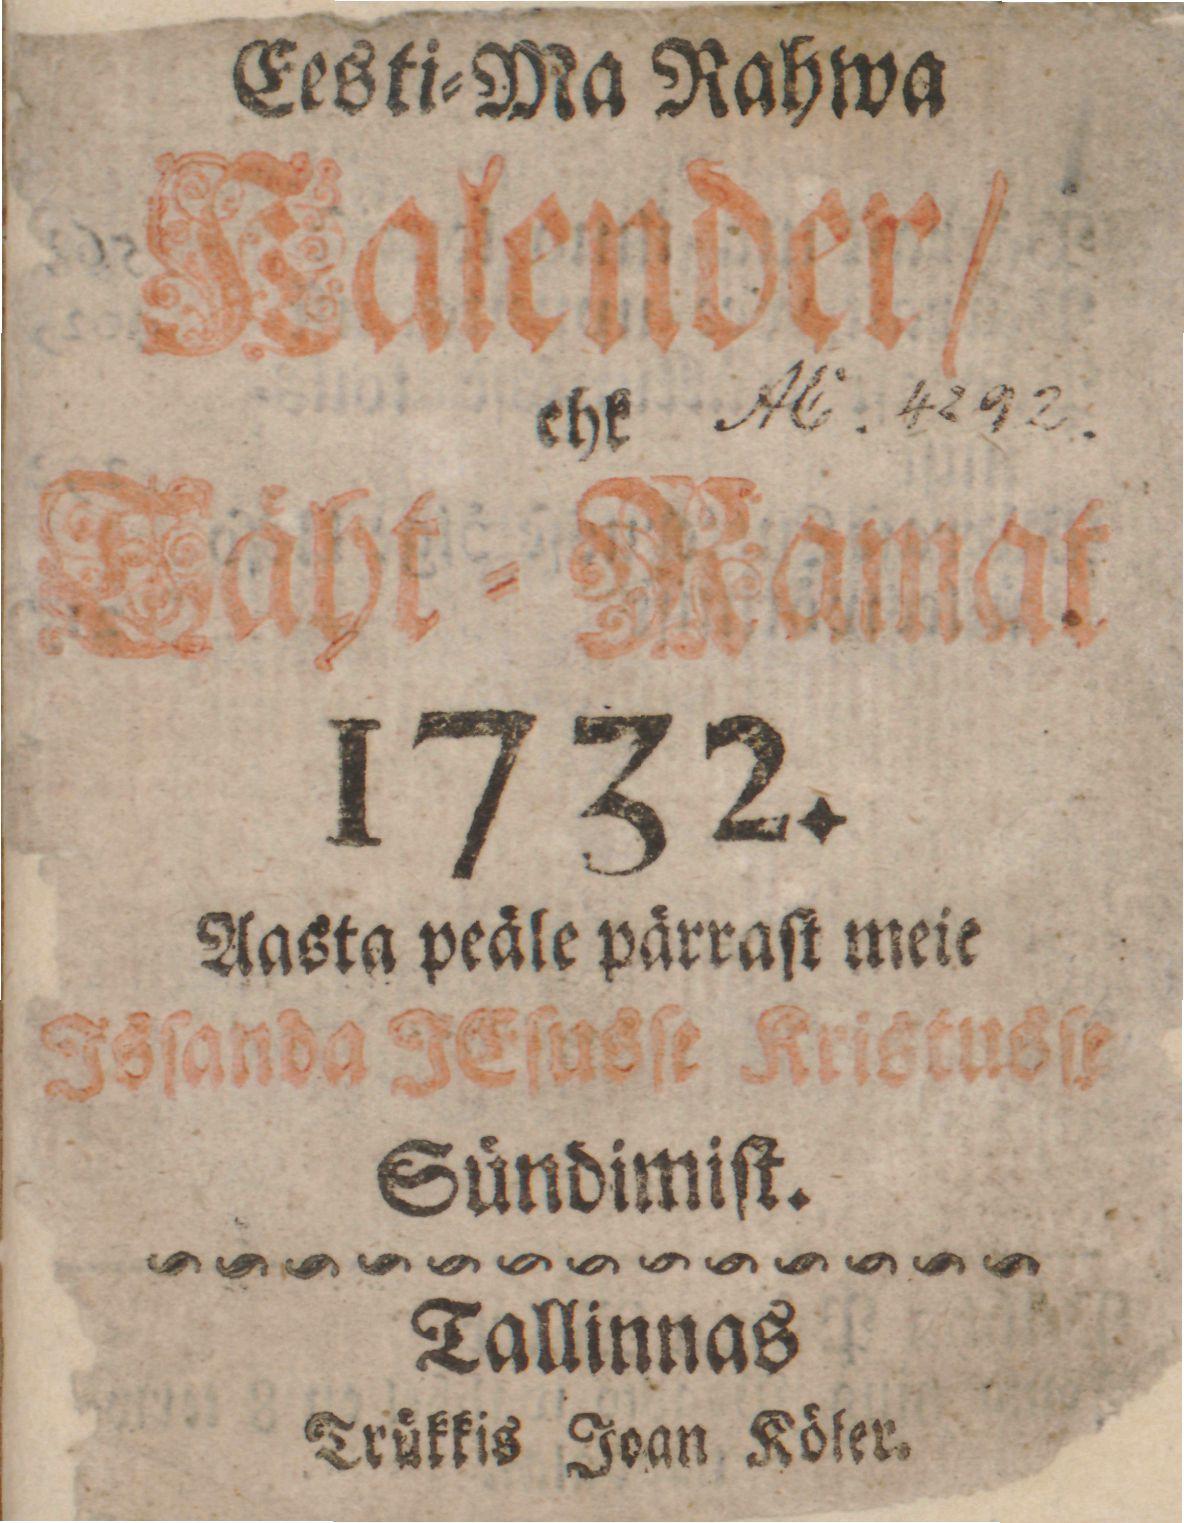 Eesti-Ma Rahwa
Kalender/
ehk
Täht-Ramat
1732.
Aasta peäle pärrast meie
Issanda JEsusse Kristusse
Sündimist.
Tallinnas
Trükkis Joan Köler.